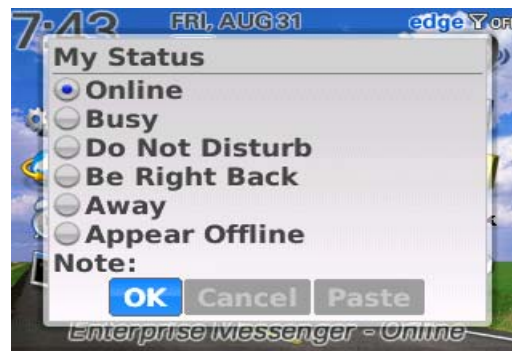 7:43 FRI, AUG 31 edge OFF
My Status
Online
Busy
Do Not Disturb
Be Right Back
Away
Appear Offline
Note:
OK Cancel Paste
Enterprise Messenger - Online